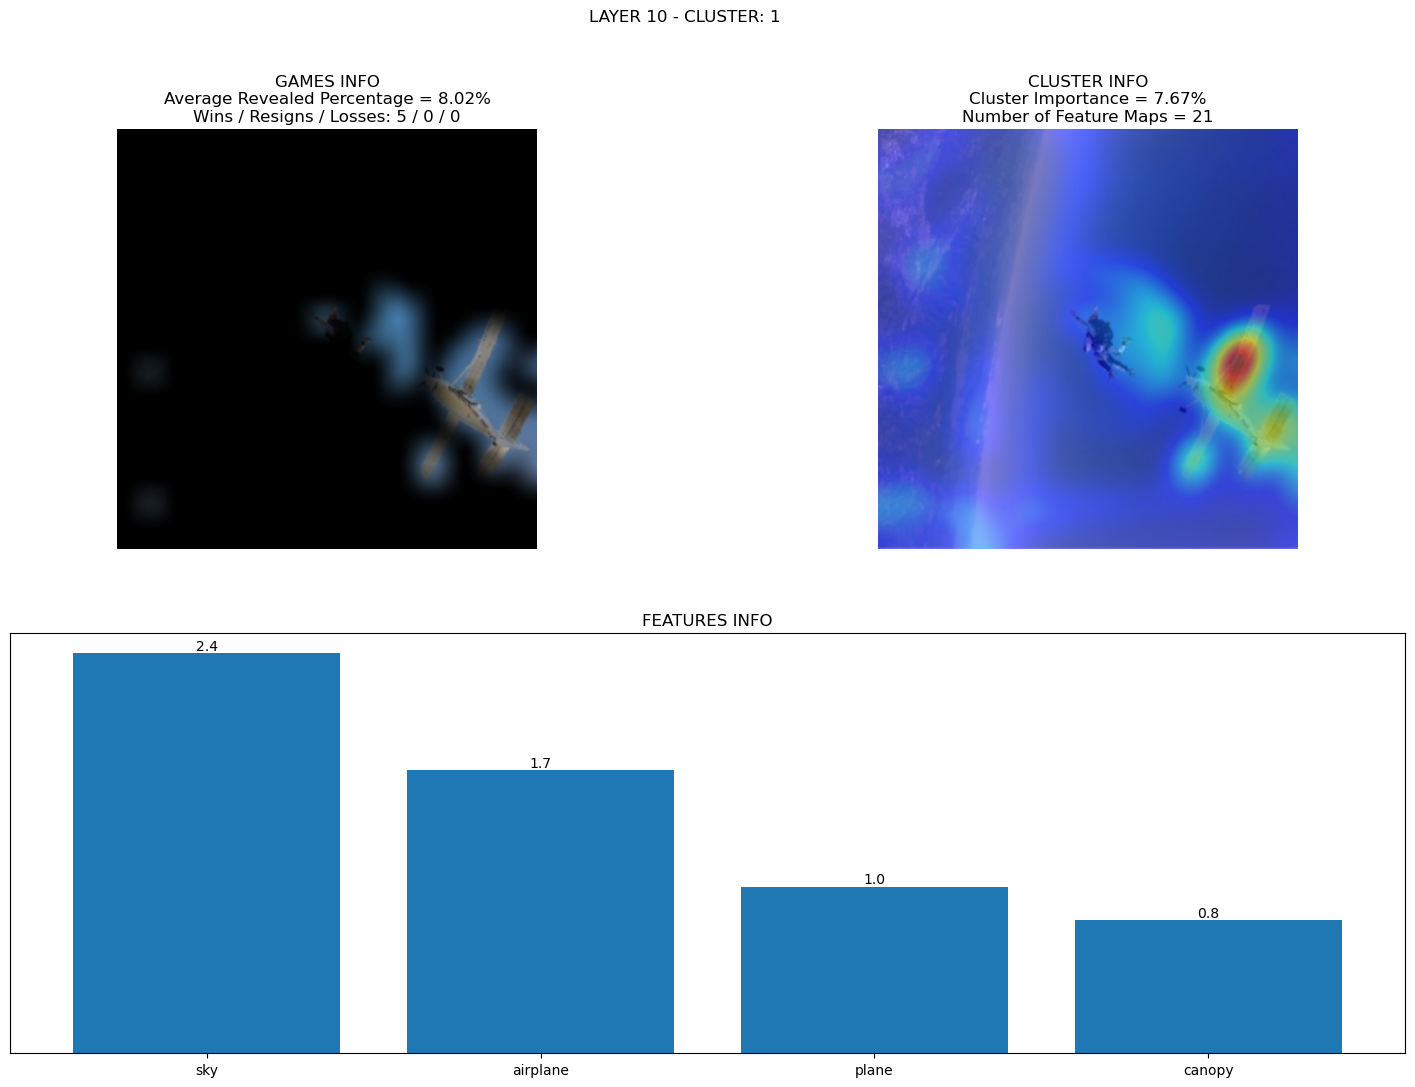 LAYER 10 - CLUSTER: 1
GAMES INFO
Average Revealed Percentage = 8.02%
Wins / Resigns / Losses: 5 / 0 / 0
CLUSTER INFO
Cluster Importance = 7.67%
Number of Feature Maps = 21
FEATURES INFO
2.4
1.7
1.0
0.8
sky
airplane
plane
canopy